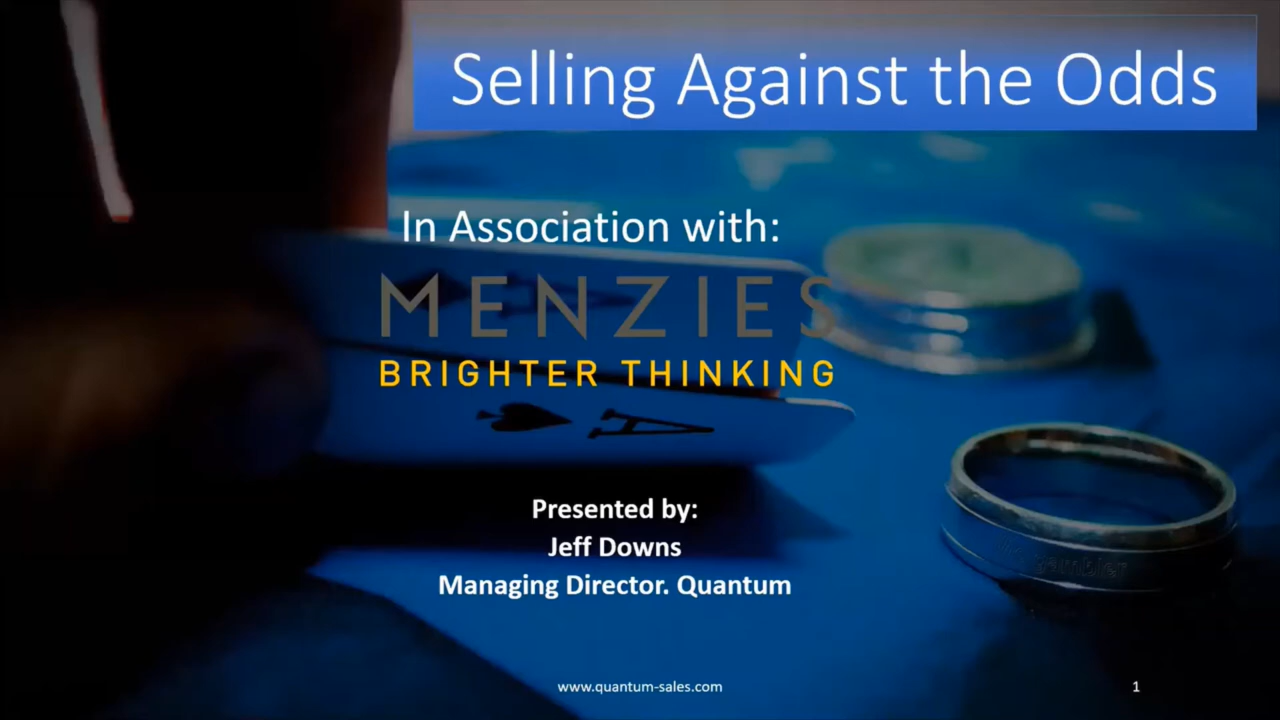 Selling Against the Odds
In Association with:
MENZIES
BRIGHTER THINKING
A
Presented by:
Jeff Downs
Managing Director. Quantum
www.quantum-sales.com
1